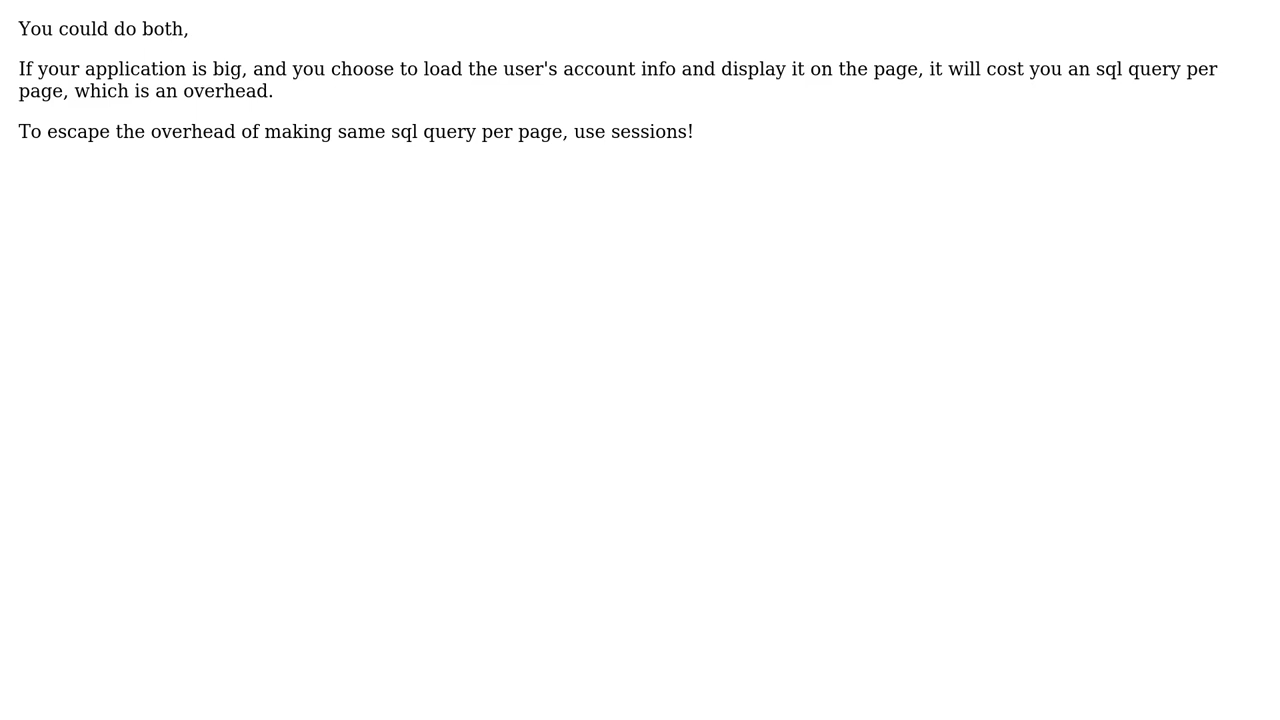 You could do both,
If your application is big, and you choose to load the user's account info and display it on the page, it will cost you an sql query per
page, which is an overhead.
To escape the overhead of making same sql query per page, use sessions!